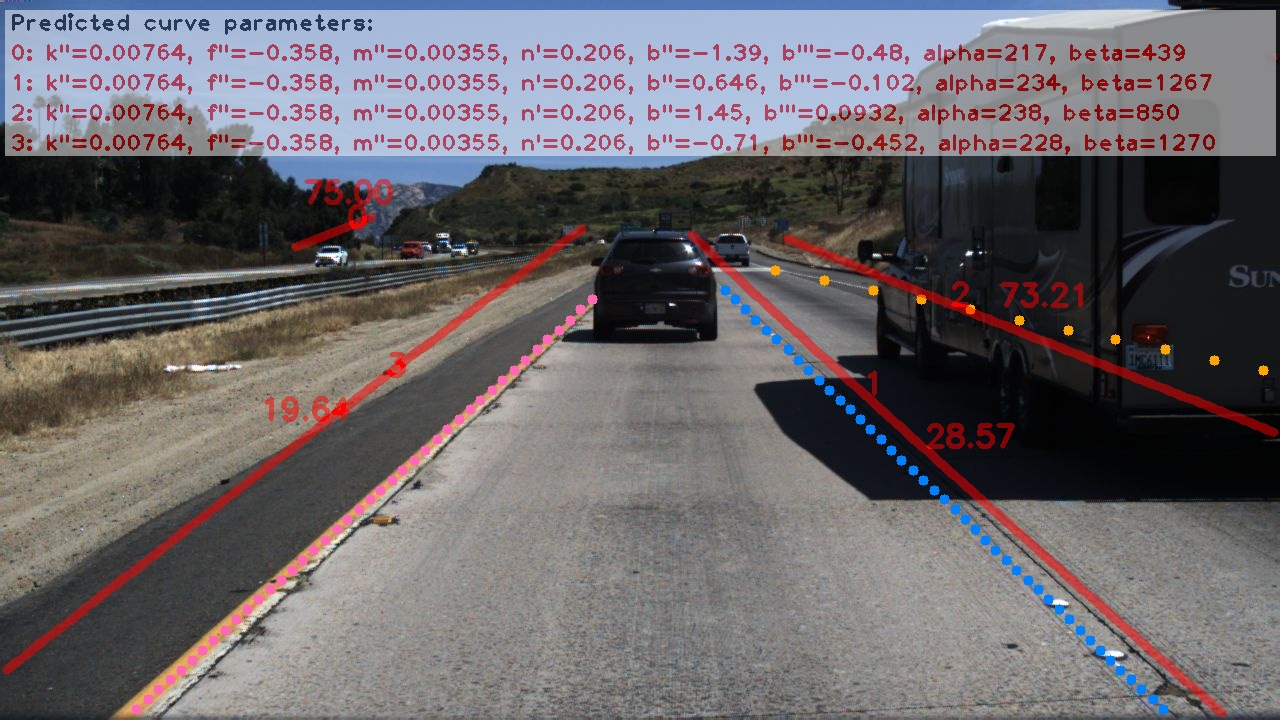 Predicted curve parameters:
0: k''=0.00764, f''=−0.358, m''=0.00355, n'=0.206, b''=−1.39, b'''=−0.48, alpha=217, beta=439
1: k''=0.00764, f''=−0.358, m''=0.00355, n'=0.206, b''=0.646, b'''=−0.102, alpha=234, beta=1267
2: k''=0.00764, f''=−0.358, m''=0.00355, n'=0.206, b''=1.45, b'''=0.0932, alpha=238, beta=850
3: k''=0.00764, f''=−0.358, m''=0.00355, n'=0.206, b''=−0.71, b'''=−0.452, alpha=228, beta=1270
75.00
0
2 73.21
SUN
3
1
19.64
28.57